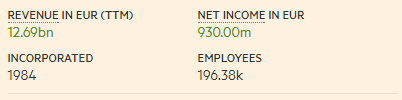 REVENUE IN EUR (TTM) NET INCOME IN EUR
12.69bn 930.00m
INCORPORATED EMPLOYEES
1984 196.38k